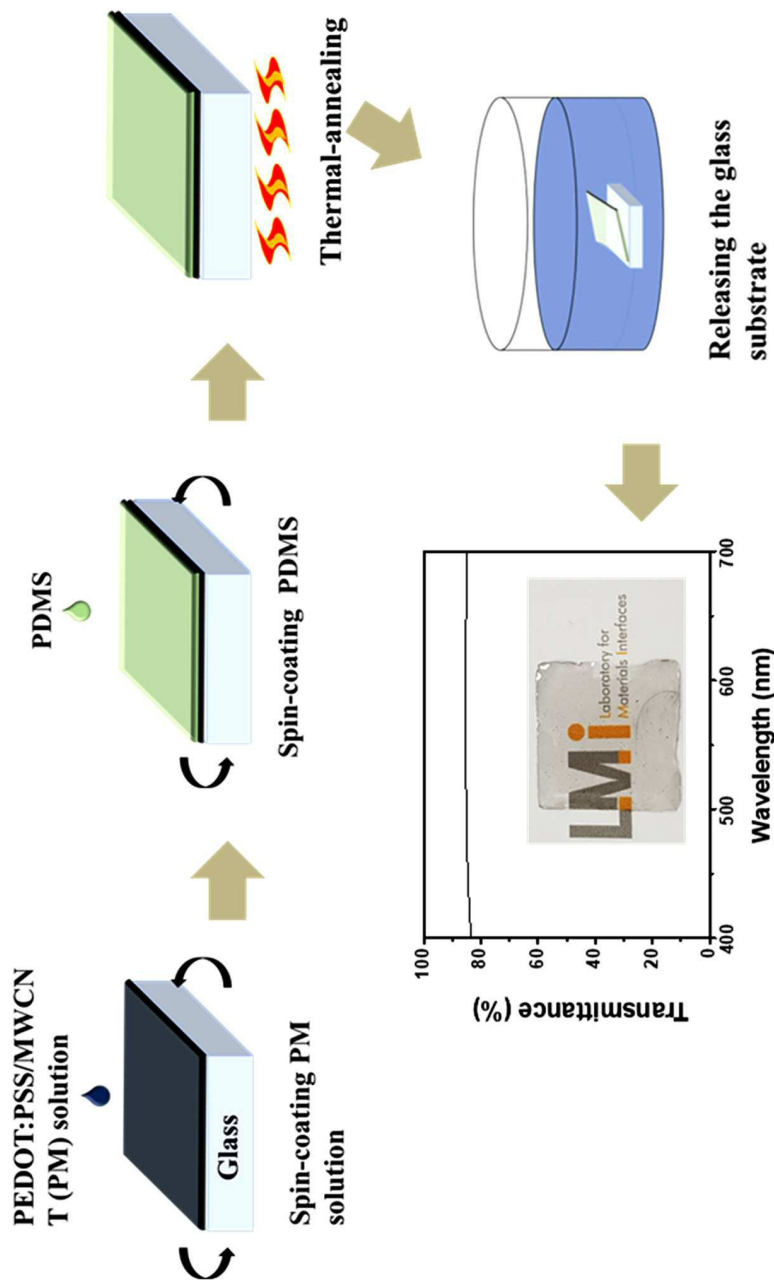 PEDOT:PSS/MWCN
T (PM) solution
Glass
Spin-coating PM
solution
PDMS
Spin-coating PDMS
Thermal-annealing
Releasing the glass
substrate
Transmittance (%)
100
80
60
40
20
0
400
500
600
700
Wavelength (nm)
LMi
Laboratory for
Materials Interfaces